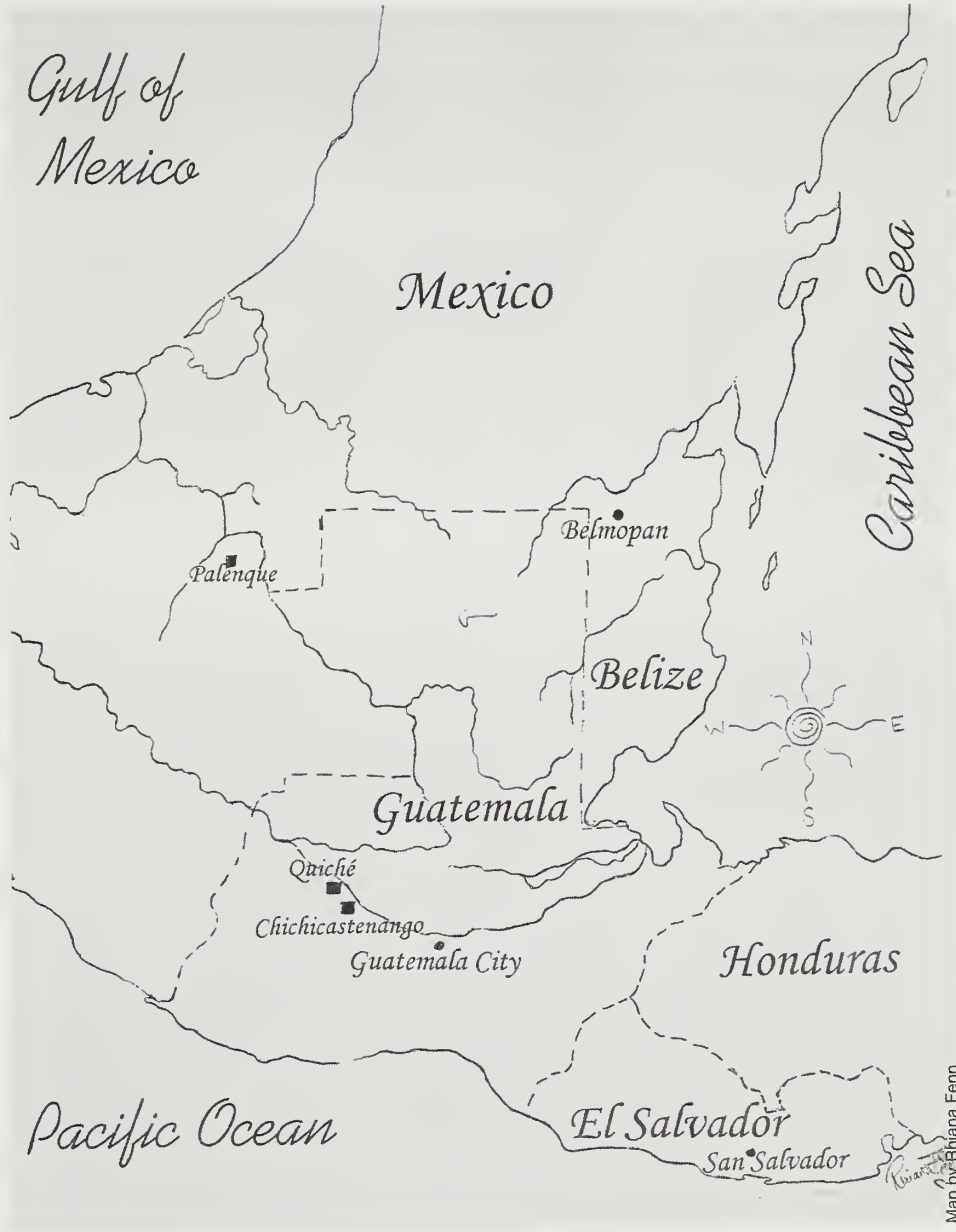 Gulf of
Mexico
Mexico
Caribbean Sea
Belmopan
Palenque
Belize
N
W
E
S
Guatemala
Quiché
Chichicastenango
Guatemala City
Honduras
Pacific Ocean
El Salvador
San Salvador
Map by Rhiana Fenn